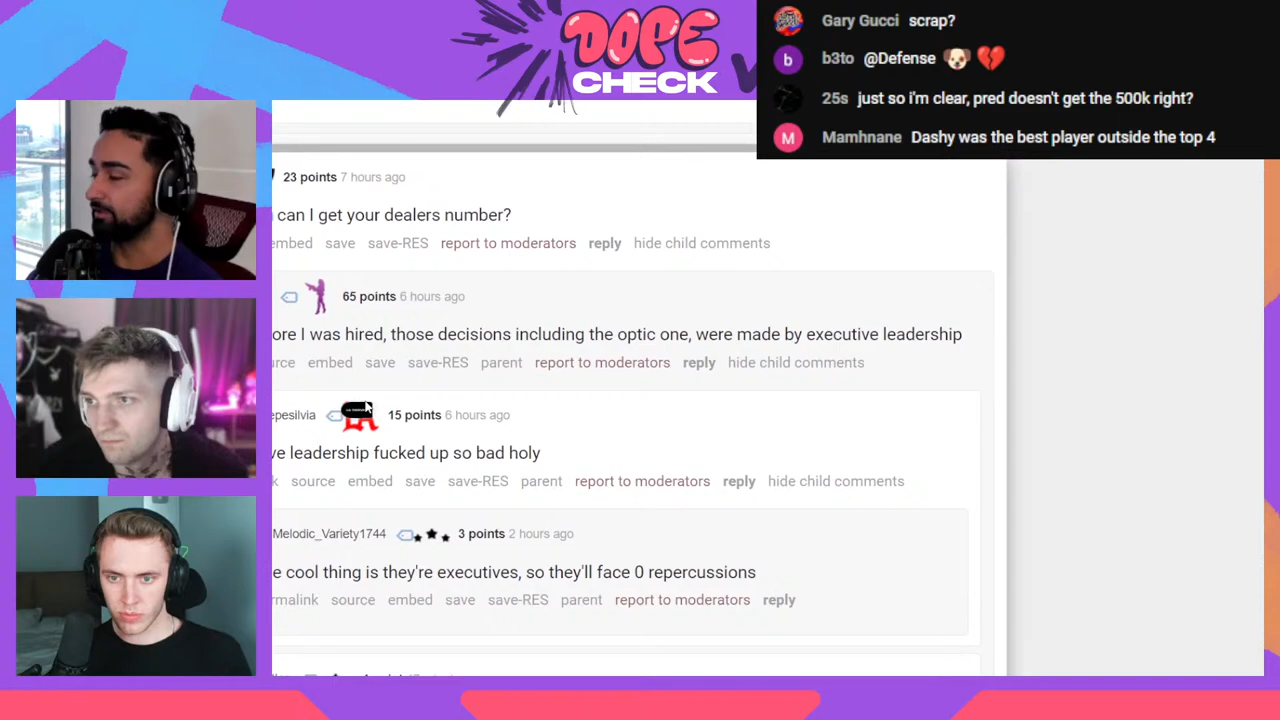 DOPE
CHECK
Gary Gucci scrap?
b b3to @Defense 🐶 💔
25s just so i'm clear, pred doesn't get the 500k right?
M Mamhnane Dashy was the best player outside the top 4
23 points 7 hours ago
can I get your dealers number?
embed save save-RES report to moderators reply hide child comments
65 points 6 hours ago
ore I was hired, those decisions including the optic one, were made by executive leadership
urce embed save save-RES parent report to moderators reply hide child comments
epesilvia 15 points 6 hours ago
ve leadership fucked up so bad holy
k source embed save save-RES parent report to moderators reply hide child comments
Melodic_Variety1744 3 points 2 hours ago
e cool thing is they're executives, so they'll face 0 repercussions
rmalink source embed save save-RES parent report to moderators reply